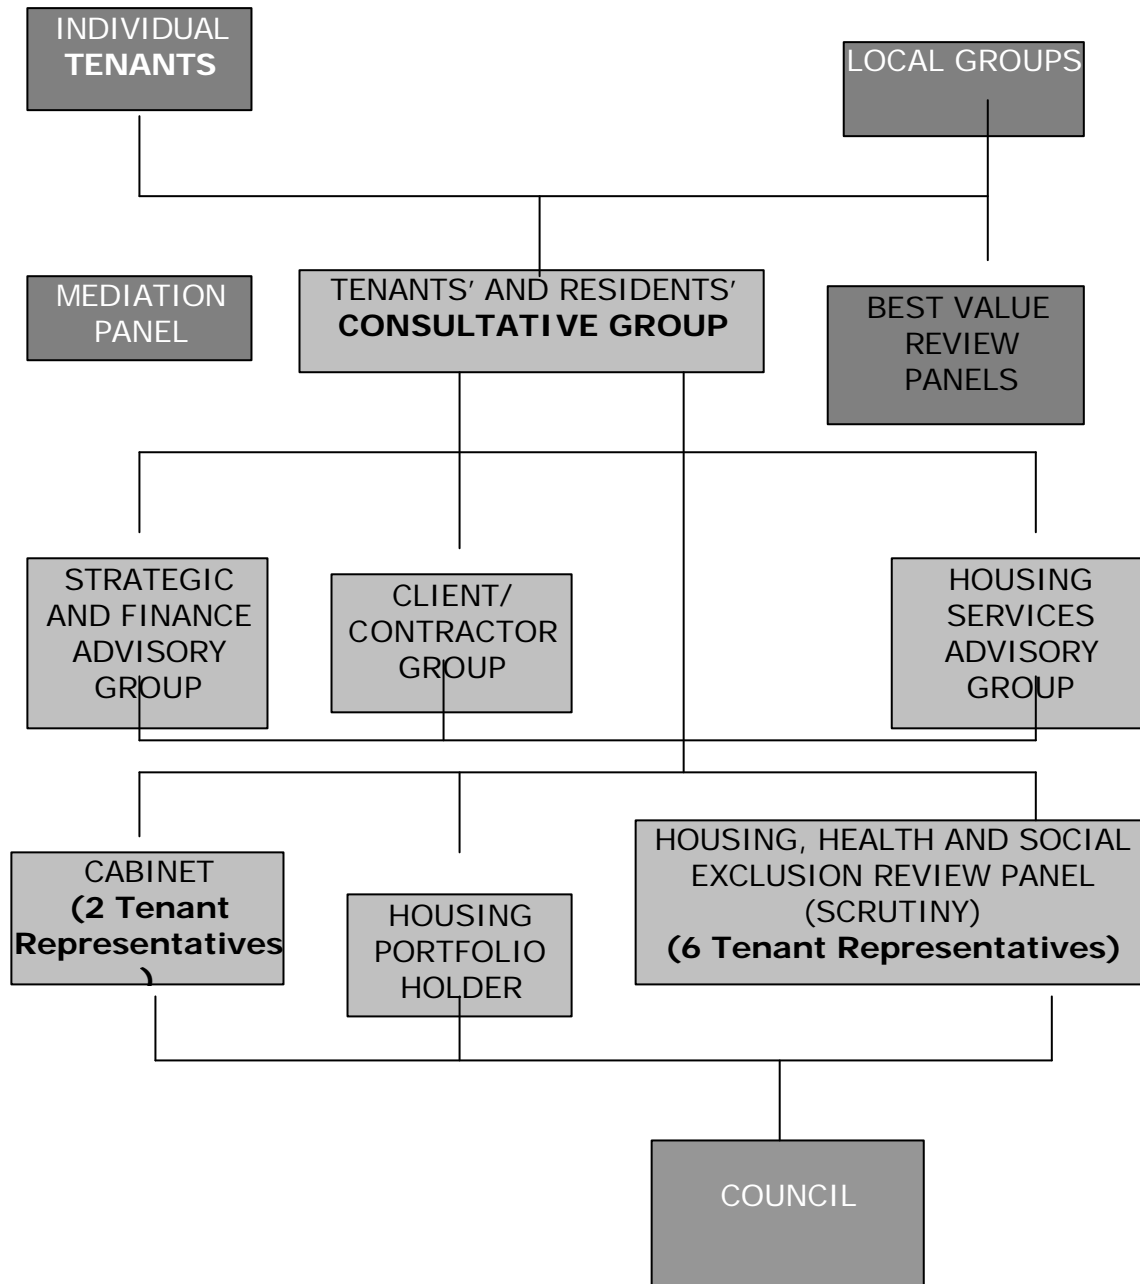 INDIVIDUAL
TENANTS
LOCAL GROUPS
MEDIATION
PANEL
TENANTS’ AND RESIDENTS’
CONSULTATIVE GROUP
BEST VALUE
REVIEW
PANELS
STRATEGIC
AND FINANCE
ADVISORY
GROUP
CLIENT/
CONTRACTOR
GROUP
HOUSING
SERVICES
ADVISORY
GROUP
CABINET
(2 Tenant
Representatives
)
HOUSING
PORTFOLIO
HOLDER
HOUSING, HEALTH AND SOCIAL
EXCLUSION REVIEW PANEL
(SCRUTINY)
(6 Tenant Representatives)
COUNCIL